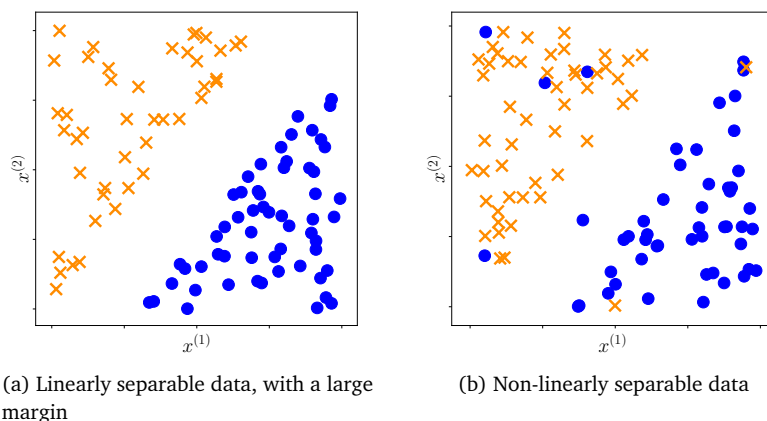 x(2)
x(1)
(a) Linearly separable data, with a large
margin
x(2)
x(1)
(b) Non-linearly separable data